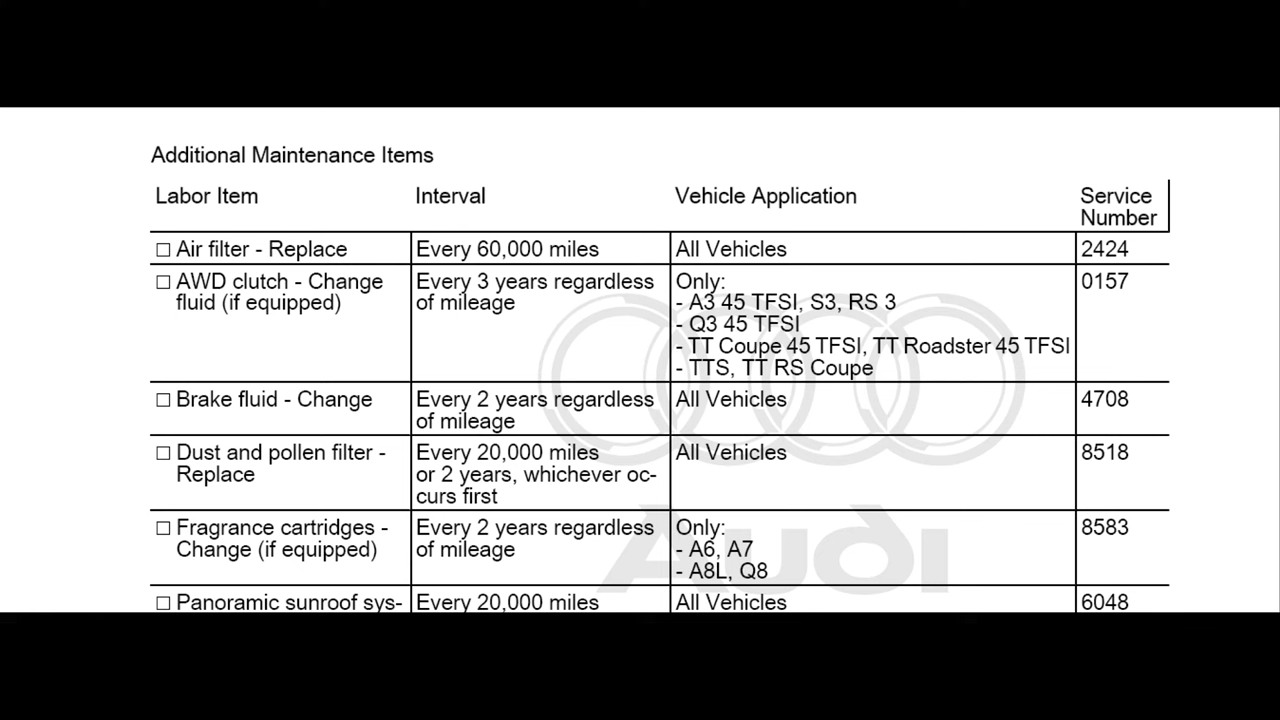 Additional Maintenance Items
Labor Item Interval Vehicle Application Service Number
☐ Air filter - Replace Every 60,000 miles All Vehicles 2424
☐ AWD clutch - Change Every 3 years regardless Only: 0157
fluid (if equipped) of mileage - A3 45 TFSI, S3, RS 3
- Q3 45 TFSI
- TT Coupe 45 TFSI, TT Roadster 45 TFSI
- TTS, TT RS Coupe
☐ Brake fluid - Change Every 2 years regardless All Vehicles 4708
of mileage
☐ Dust and pollen filter - Every 20,000 miles All Vehicles 8518
Replace or 2 years, whichever oc-
curs first
☐ Fragrance cartridges - Every 2 years regardless Only: 8583
Change (if equipped) of mileage - A6, A7
- A8L, Q8
☐ Panoramic sunroof sys- Every 20,000 miles All Vehicles 6048
Audi